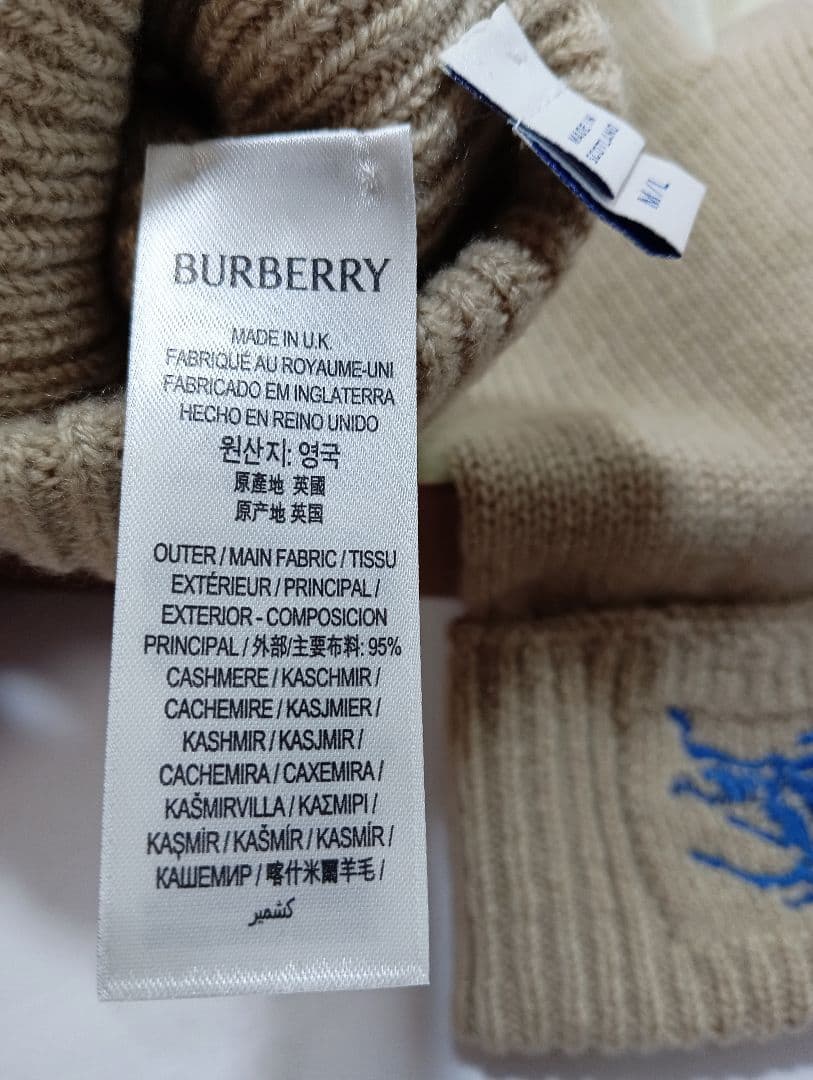 MADE IN
SCOTLAND
M/L
BURBERRY
MADE IN U.K
FABRIQUÉ AU ROYAUME-UNI
FABRICADO EM INGLATERRA
HECHO EN REINO UNIDO
원산지: 영국
原產地 英國
原产地 英国
OUTER / MAIN FABRIC / TISSU
EXTÉRIEUR / PRINCIPAL /
EXTERIOR - COMPOSICION
PRINCIPAL / 外部/主要布料: 95%
CASHMERE / KASCHMIR /
CACHEMIRE / KASJMIER /
KASHMIR / KASJMIR /
CACHEMIRA / CAXEMIRA /
KAŠMIRVILLA / ΚΑΣΜΙΡΙ /
KAŞMİR / KAŠMÍR / KASMÍR /
КАШЕМИР / 喀什米爾羊毛 /
كشمير